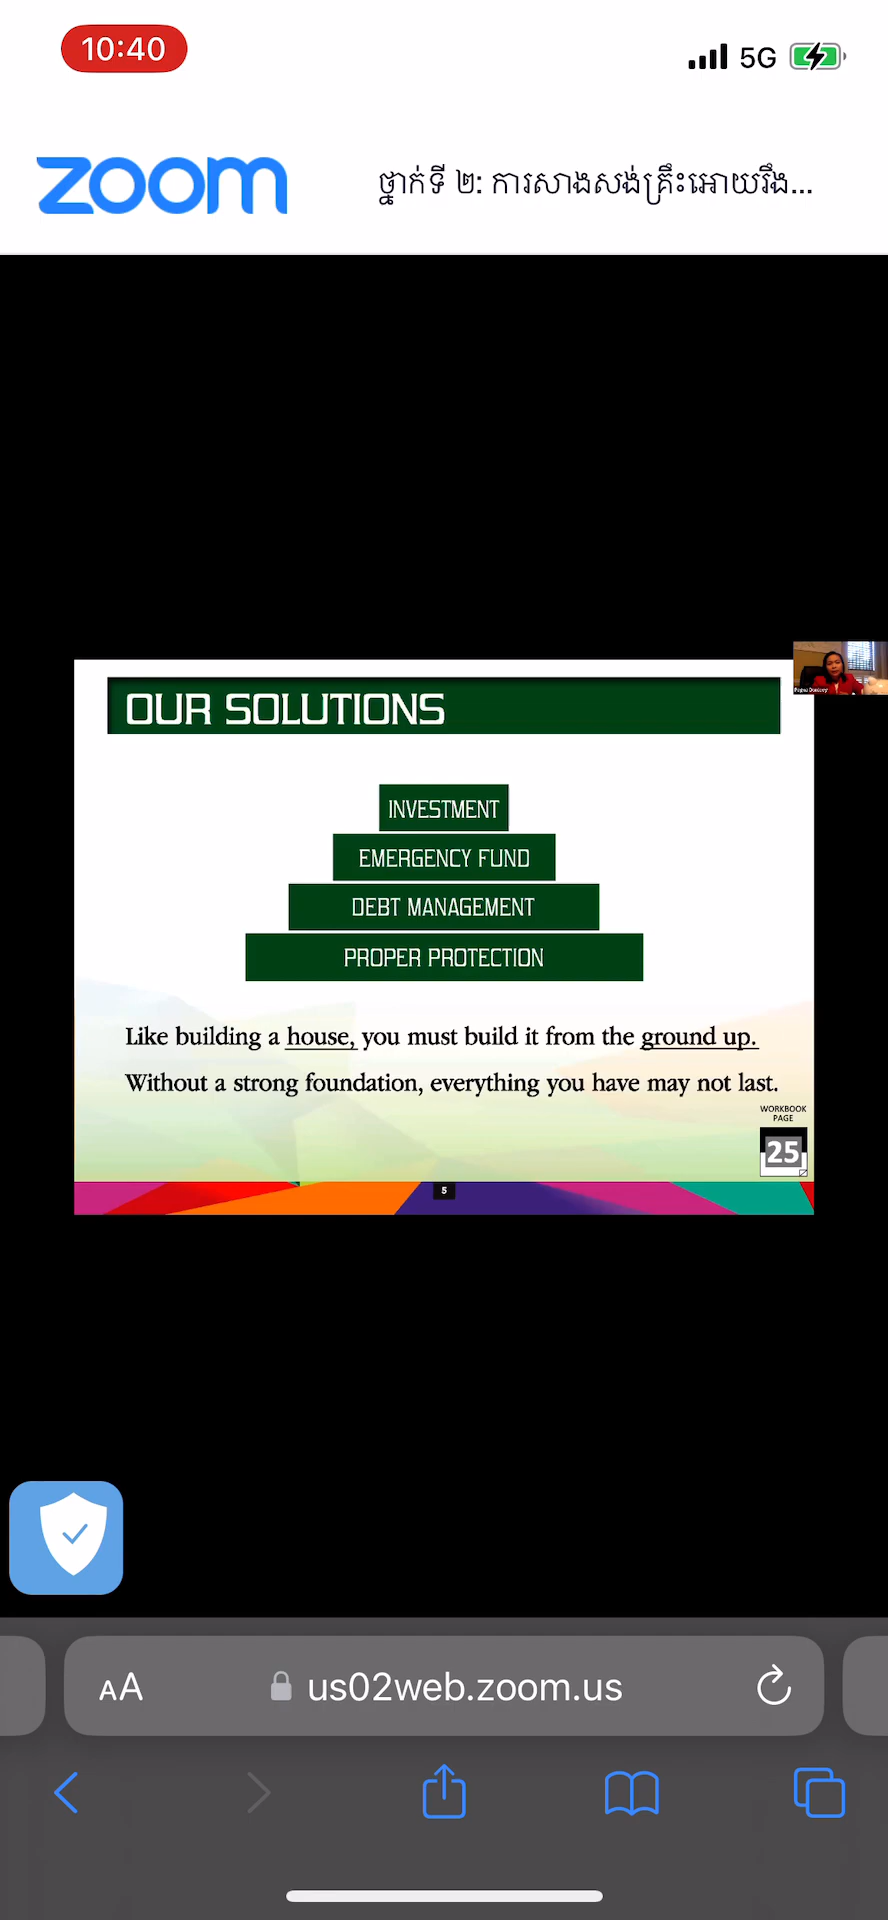 10:40
5G
zoom
ថ្នាក់ទី ២: ការសាងសង់គ្រឹះអោយរឹង...
OUR SOLUTIONS
INVESTMENT
EMERGENCY FUND
DEBT MANAGEMENT
PROPER PROTECTION
Like building a house, you must build it from the ground up.
Without a strong foundation, everything you have may not last.
WORKBOOK
PAGE
25
5
AA
us02web.zoom.us